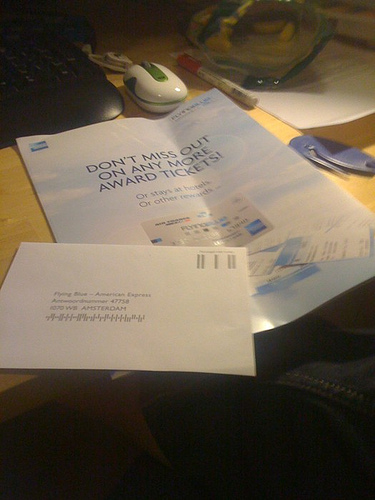 DON'T MISS OUT
ON ANY MORE
AWARD TICKETS!
Or stays at hotels
Or other rewards
Flying Blue - American Express
Antwoordnummer 47738
1070 WB AMSTERDAM